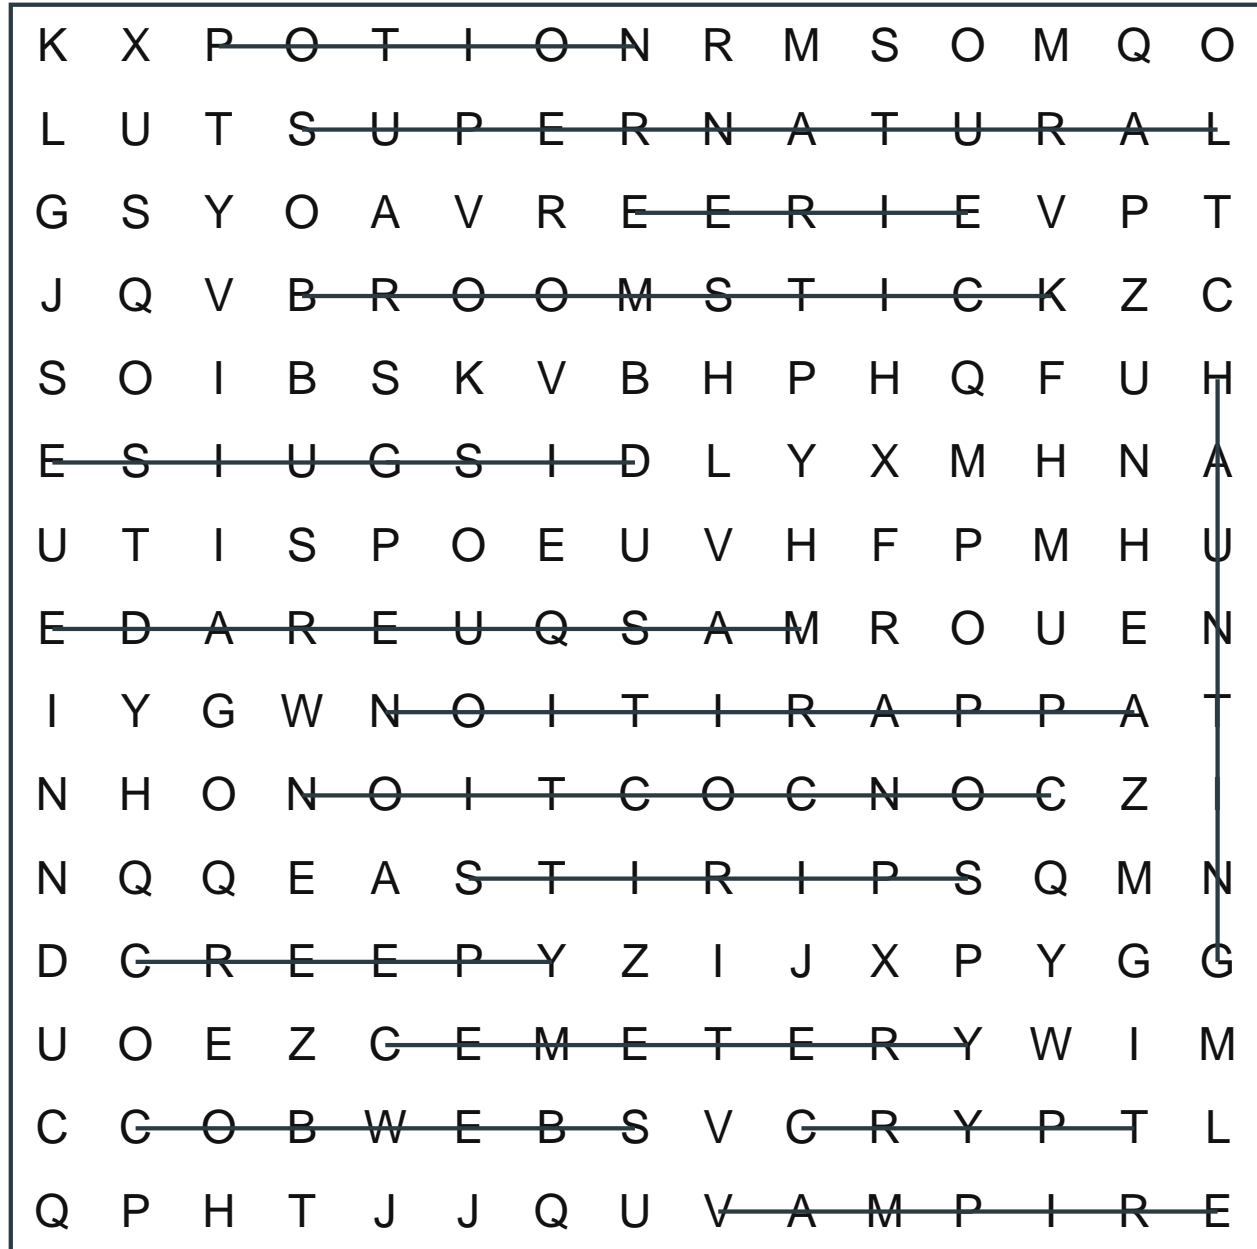 K X P O T I O N R M S O M Q O
L U T S U P E R N A T U R A L
G S Y O A V R E E R I E V P T
J Q V B R O O M S T I C K Z C
S O I B S K V B H P H Q F U H
E S I U G S I D L Y X M H N A
U T I S P O E U V H F P M H U
E D A R E U Q S A M R O U E N
I Y G W N O I T I R A P P A T
N H O N O I T C O C N O C Z I
N Q Q E A S T I R I P S Q M N
D C R E E P Y Z I J X P Y G G
U O E Z C E M E T E R Y W I M
C C O B W E B S V C R Y P T L
Q P H T J J Q U V A M P I R E